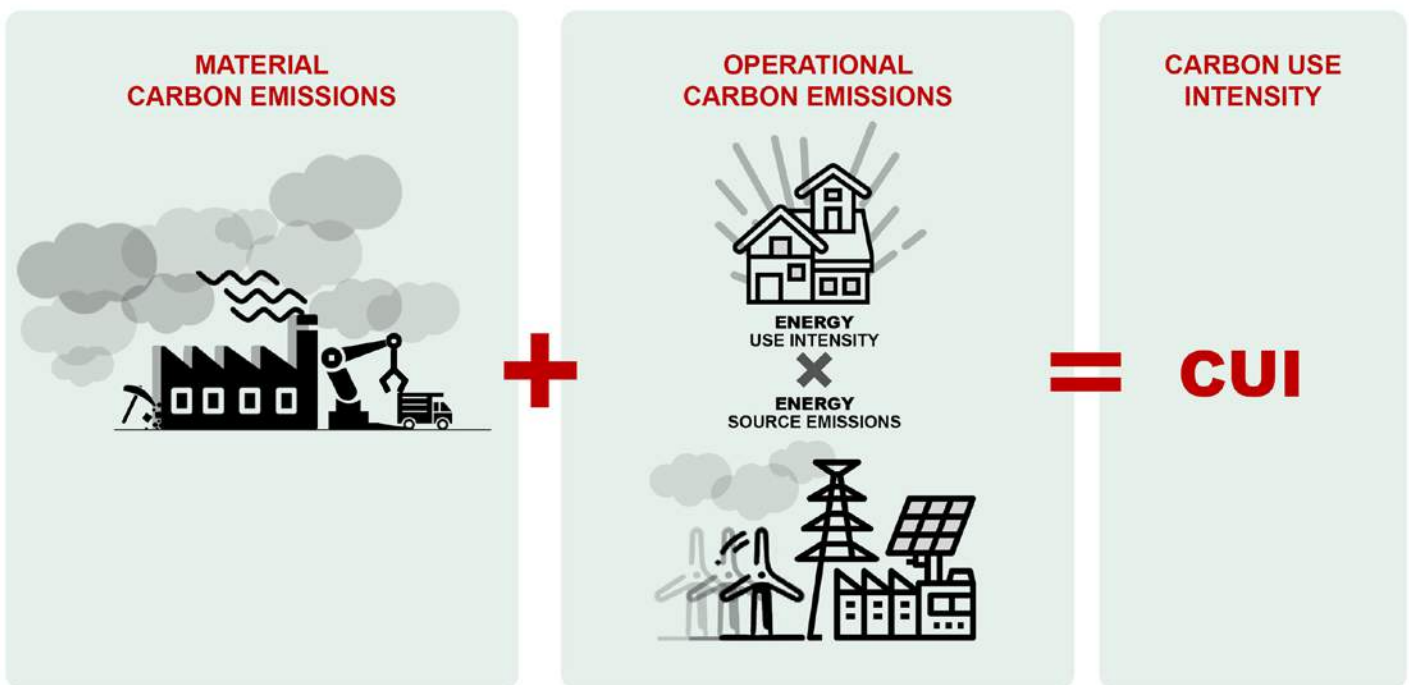 MATERIAL
CARBON EMISSIONS
+
OPERATIONAL
CARBON EMISSIONS
ENERGY
USE INTENSITY
×
ENERGY
SOURCE EMISSIONS
=
CARBON USE
INTENSITY
CUI